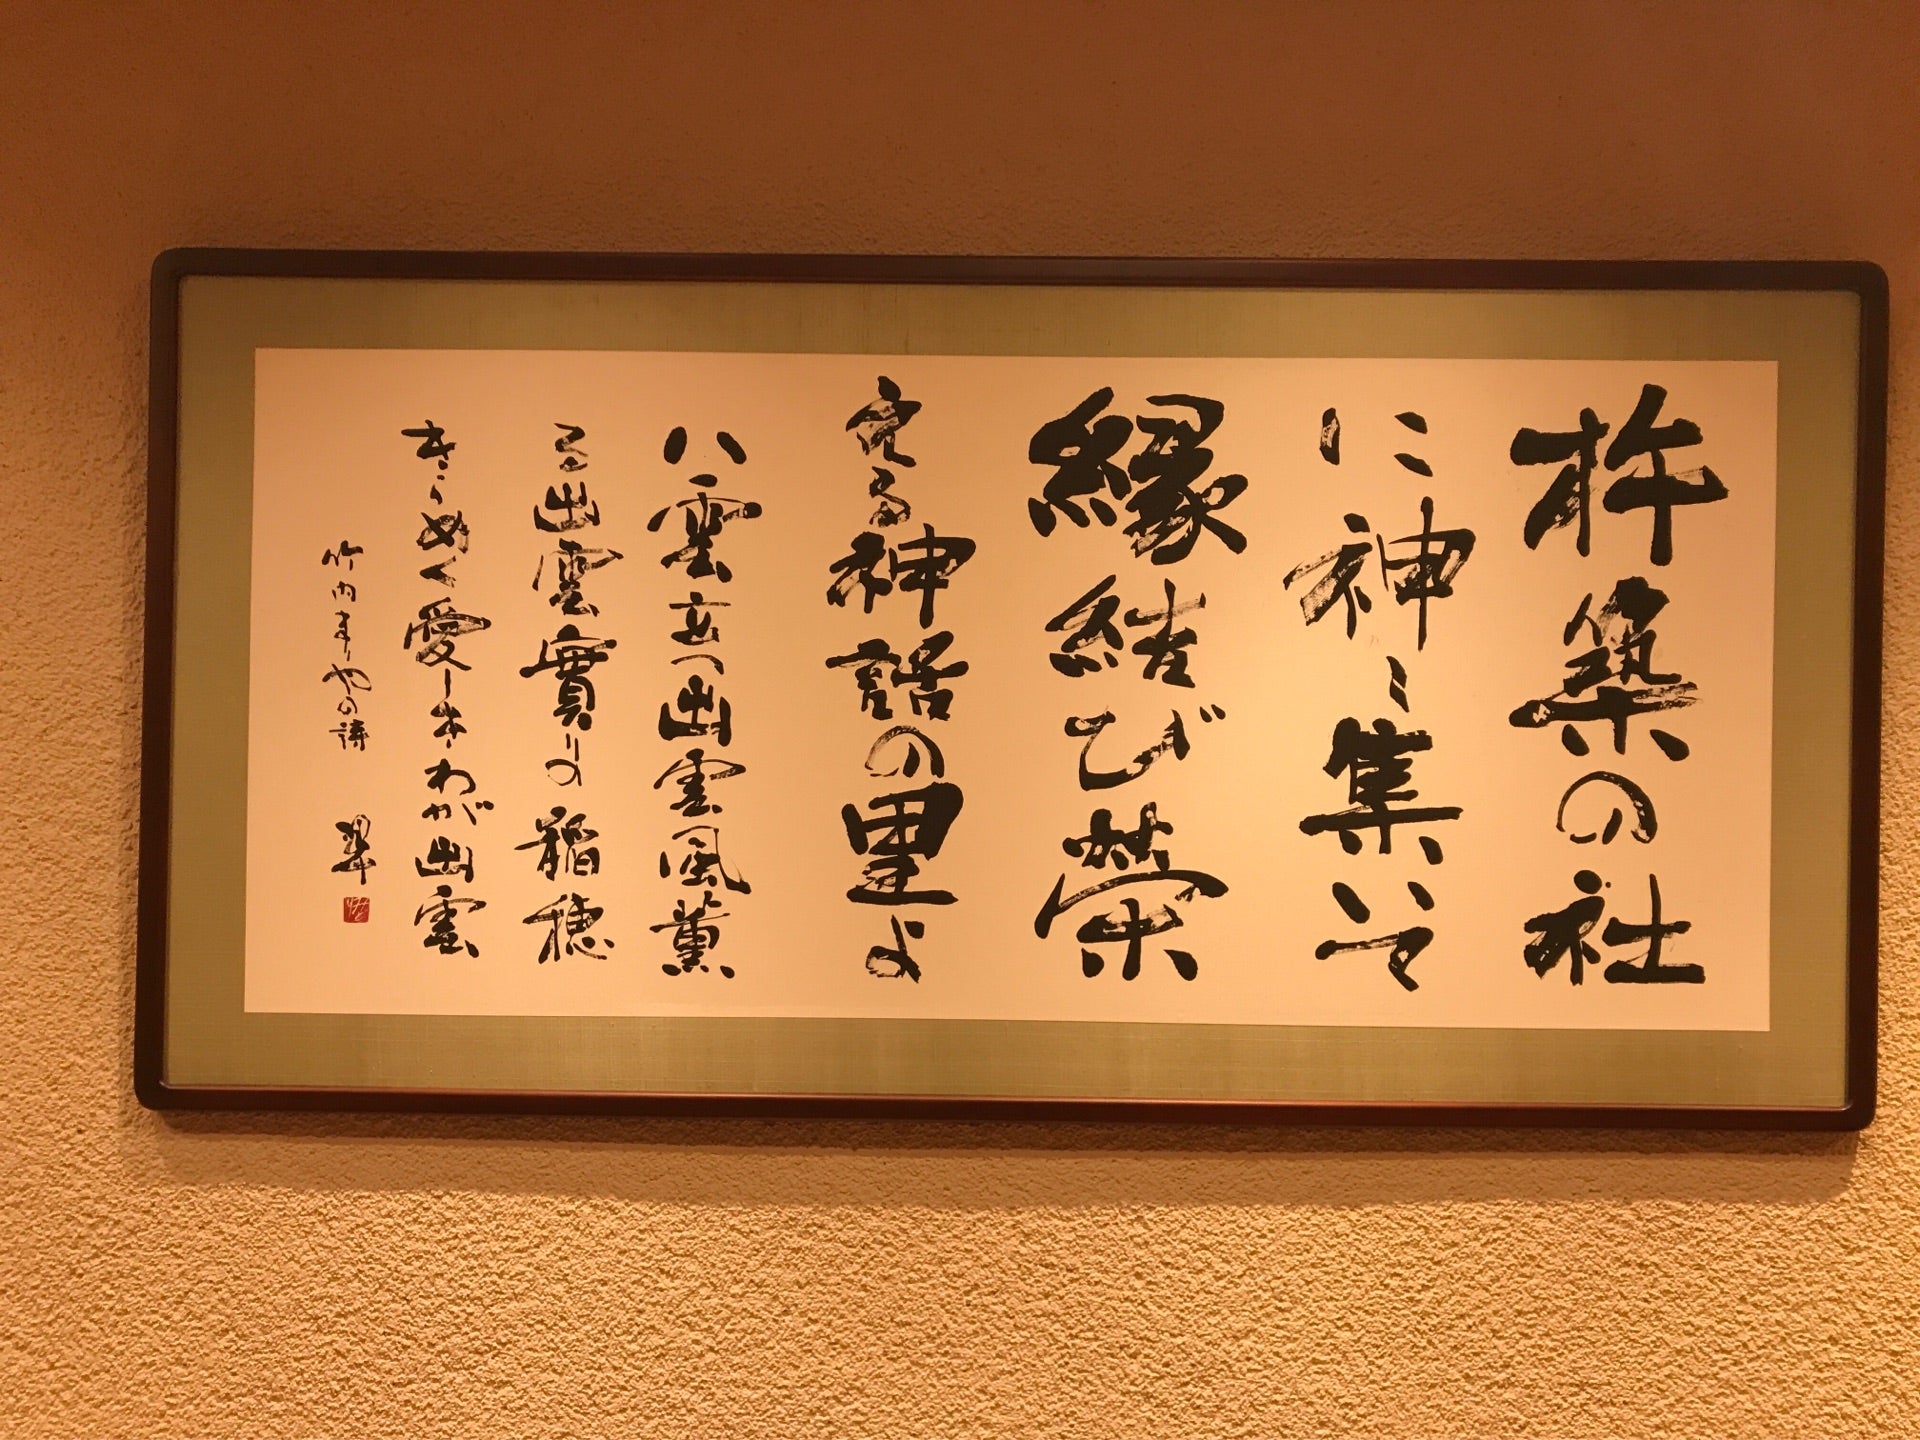 杵築の社
に神々集いて
縁結び栄
える神話の里よ
八雲立つ出雲風薫
る出雲實りの稲穂
きらめく愛しきわが出雲
竹内まりやの詩 翠